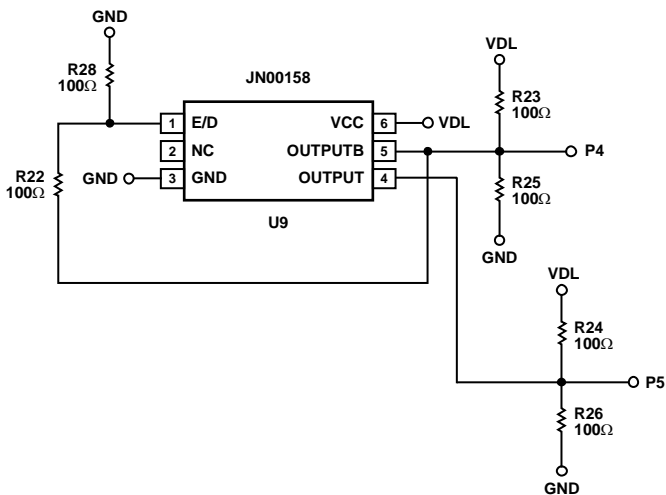 GND
R28
100Ω
JN00158
VDL
R23
100Ω
1 E/D
VCC 6
VDL
2 NC
OUTPUTB 5
P4
R22
100Ω
GND
3 GND
OUTPUT 4
R25
100Ω
U9
GND
VDL
R24
100Ω
P5
R26
100Ω
GND